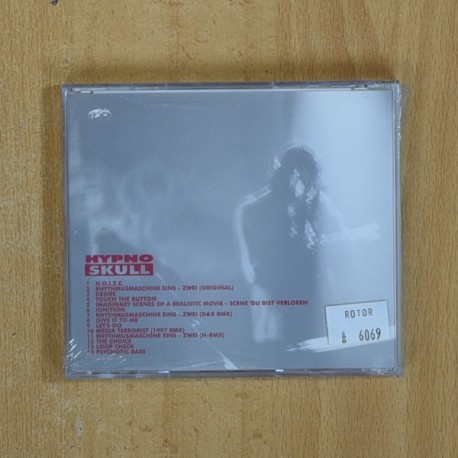 HYPNO
SKULL
1 N.O.I.Z.E.
2 RHYTHMUSMASCHINE EINS - ZWEI (ORIGINAL)
3 DESIRE
4 TOUCH THE BUTTON
5 IMAGINARY SCENES OF A REALISTIC MOVIE - SCENE 'DU BIST VERLOREN'
6 IGNITION
7 RHYTHMUSMASCHINE EINS - ZWEI (D&B RMX)
8 GIVE IT TO ME
9 LET'S GO
10 MEDIA TERRORIST (1997 RMX)
11 RHYTHMUSMASCHINE EINS - ZWEI (H-RMX)
12 THE CHOICE
13 LOOP CHECK
14 PSYCHOTIC BASS
ROTOR
6069